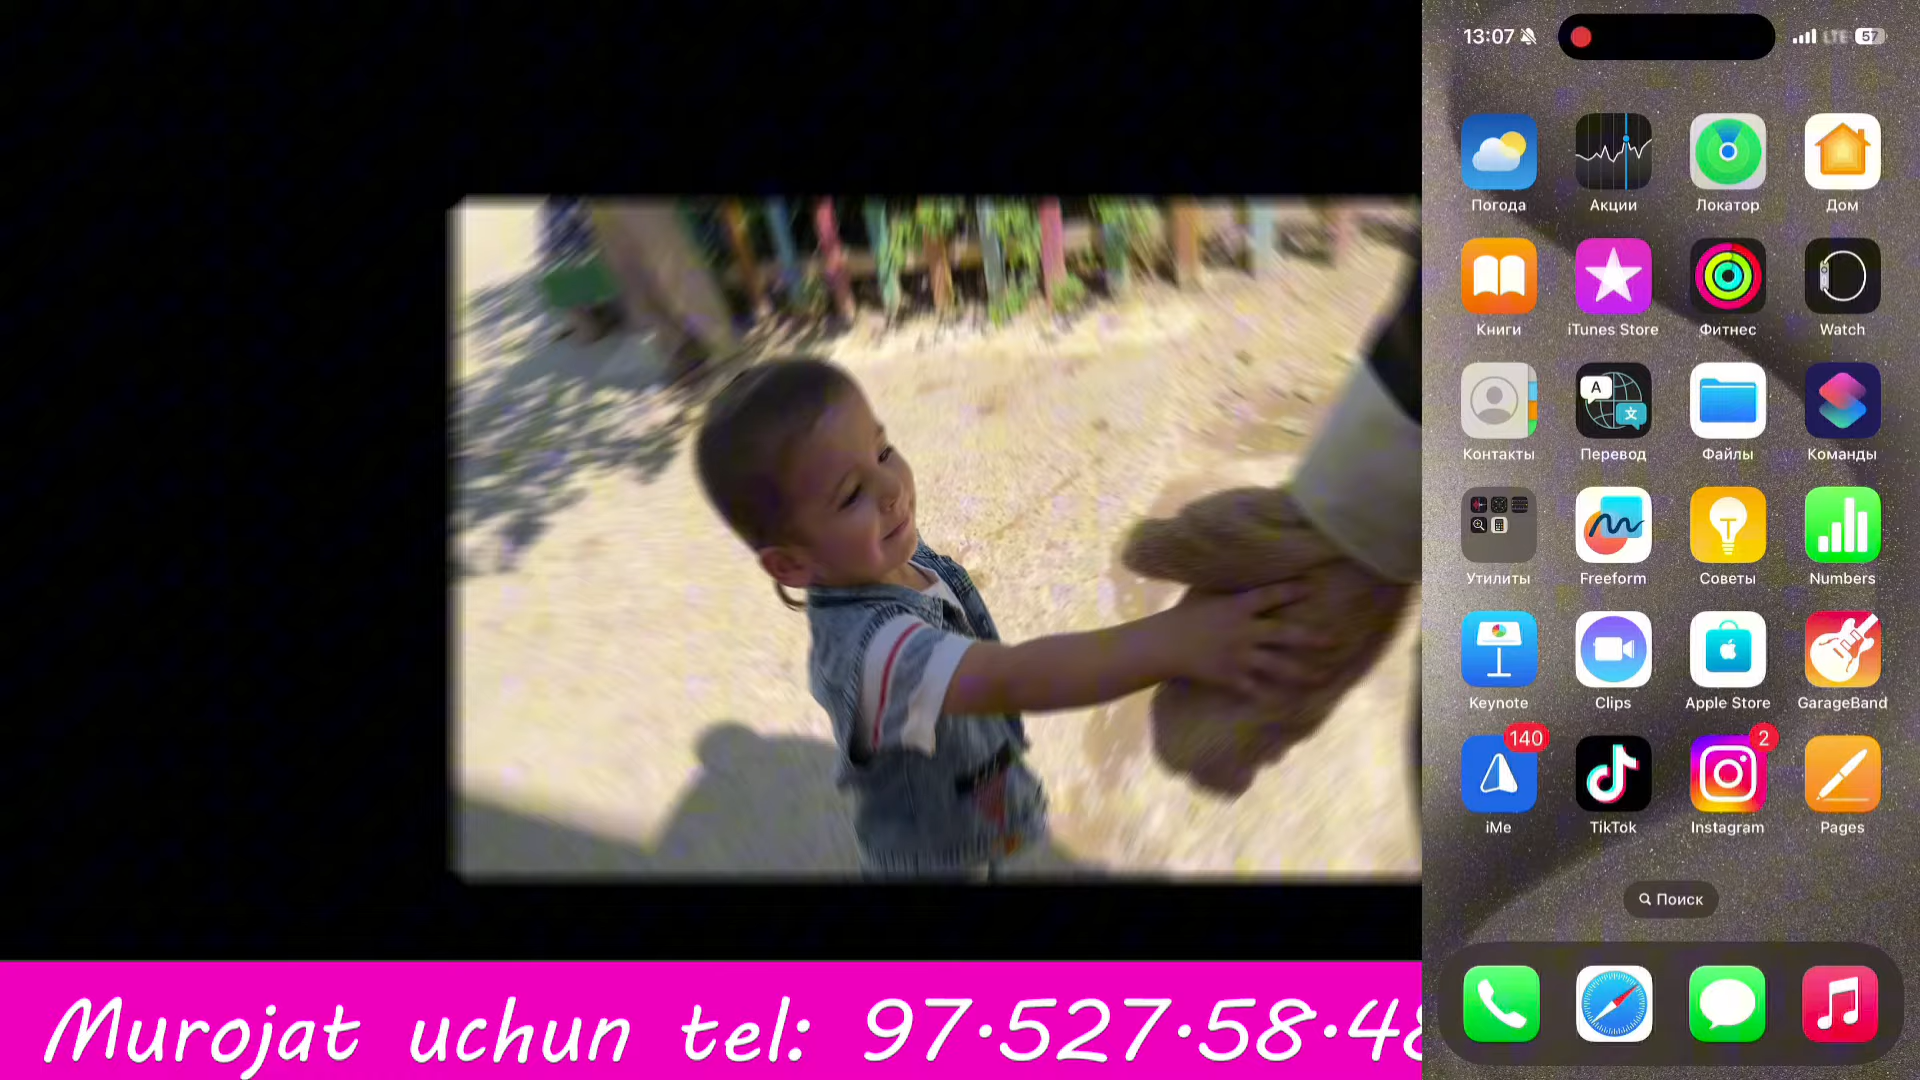 Murojat uchun tel: 97·527·58·48
13:07 LTE 57
Погода Акции Локатор Дом
Книги iTunes Store Фитнес Watch
A 文
Контакты Перевод Файлы Команды
Утилиты Freeform Советы Numbers
Keynote Clips Apple Store GarageBand
140 2
iMe TikTok Instagram Pages
Поиск